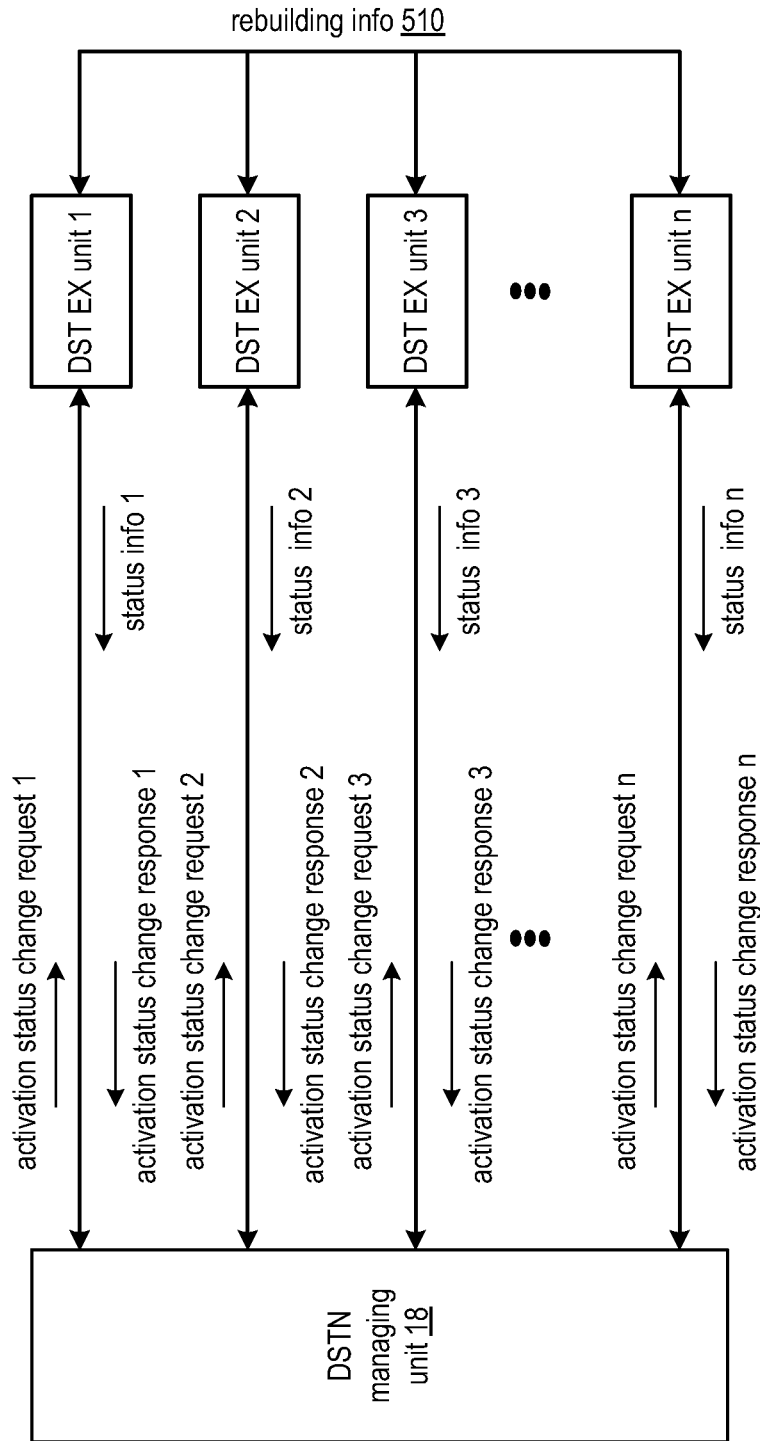 rebuilding info 510
DST EX unit 1
DST EX unit 2
DST EX unit 3
DST EX unit n
status info 1
status info 2
status info 3
status info n
activation status change request 1
activation status change response 1
activation status change request 2
activation status change response 2
activation status change request 3
activation status change response 3
activation status change request n
activation status change response n
DSTN
managing
unit 18